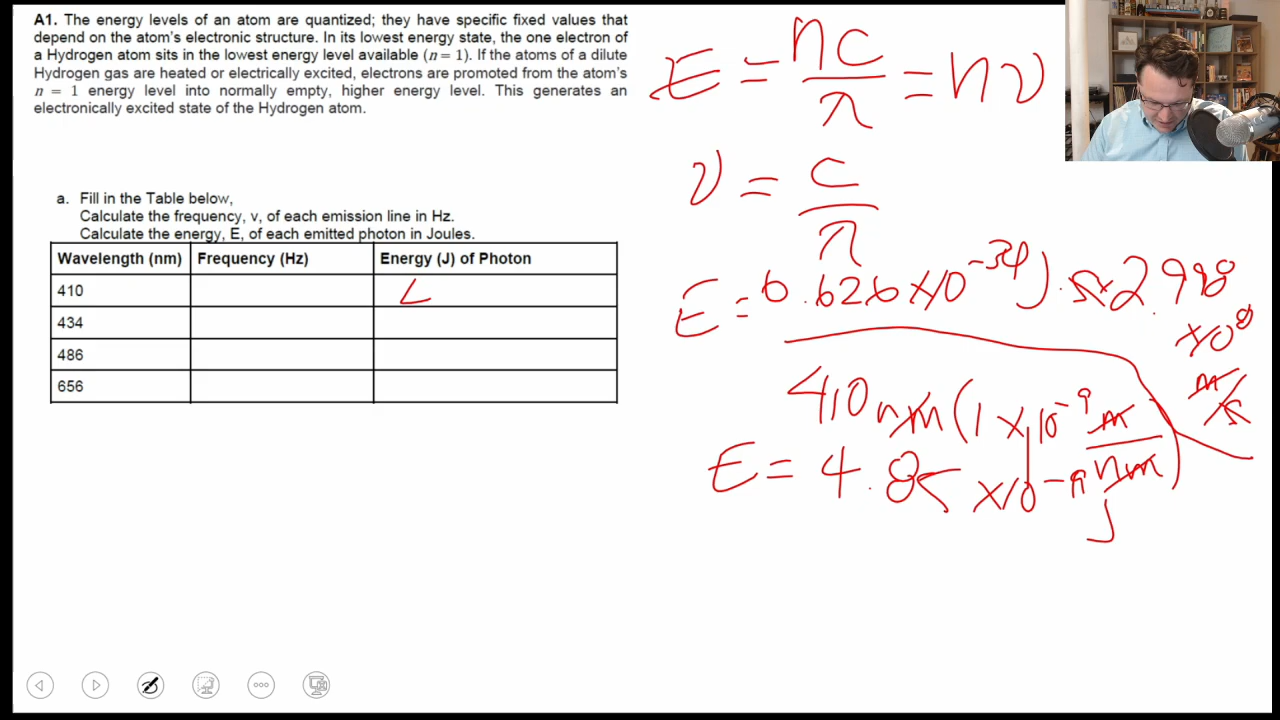 A1. The energy levels of an atom are quantized; they have specific fixed values that
depend on the atom's electronic structure. In its lowest energy state, the one electron of
a Hydrogen atom sits in the lowest energy level available (n = 1). If the atoms of a dilute
Hydrogen gas are heated or electrically excited, electrons are promoted from the atom's
n = 1 energy level into normally empty, higher energy level. This generates an
electronically excited state of the Hydrogen atom.
a. Fill in the Table below,
Calculate the frequency, v, of each emission line in Hz.
Calculate the energy, E, of each emitted photon in Joules.
Wavelength (nm) Frequency (Hz) Energy (J) of Photon
410
434
486
656
E = hc/λ = hν
ν = c/λ
E = 6.626 x10^-34 J · s x 2.998 x10^8 m/s
410 nm (1 x 10^-9 m/nm)
E = 4.85 x10^-19 J